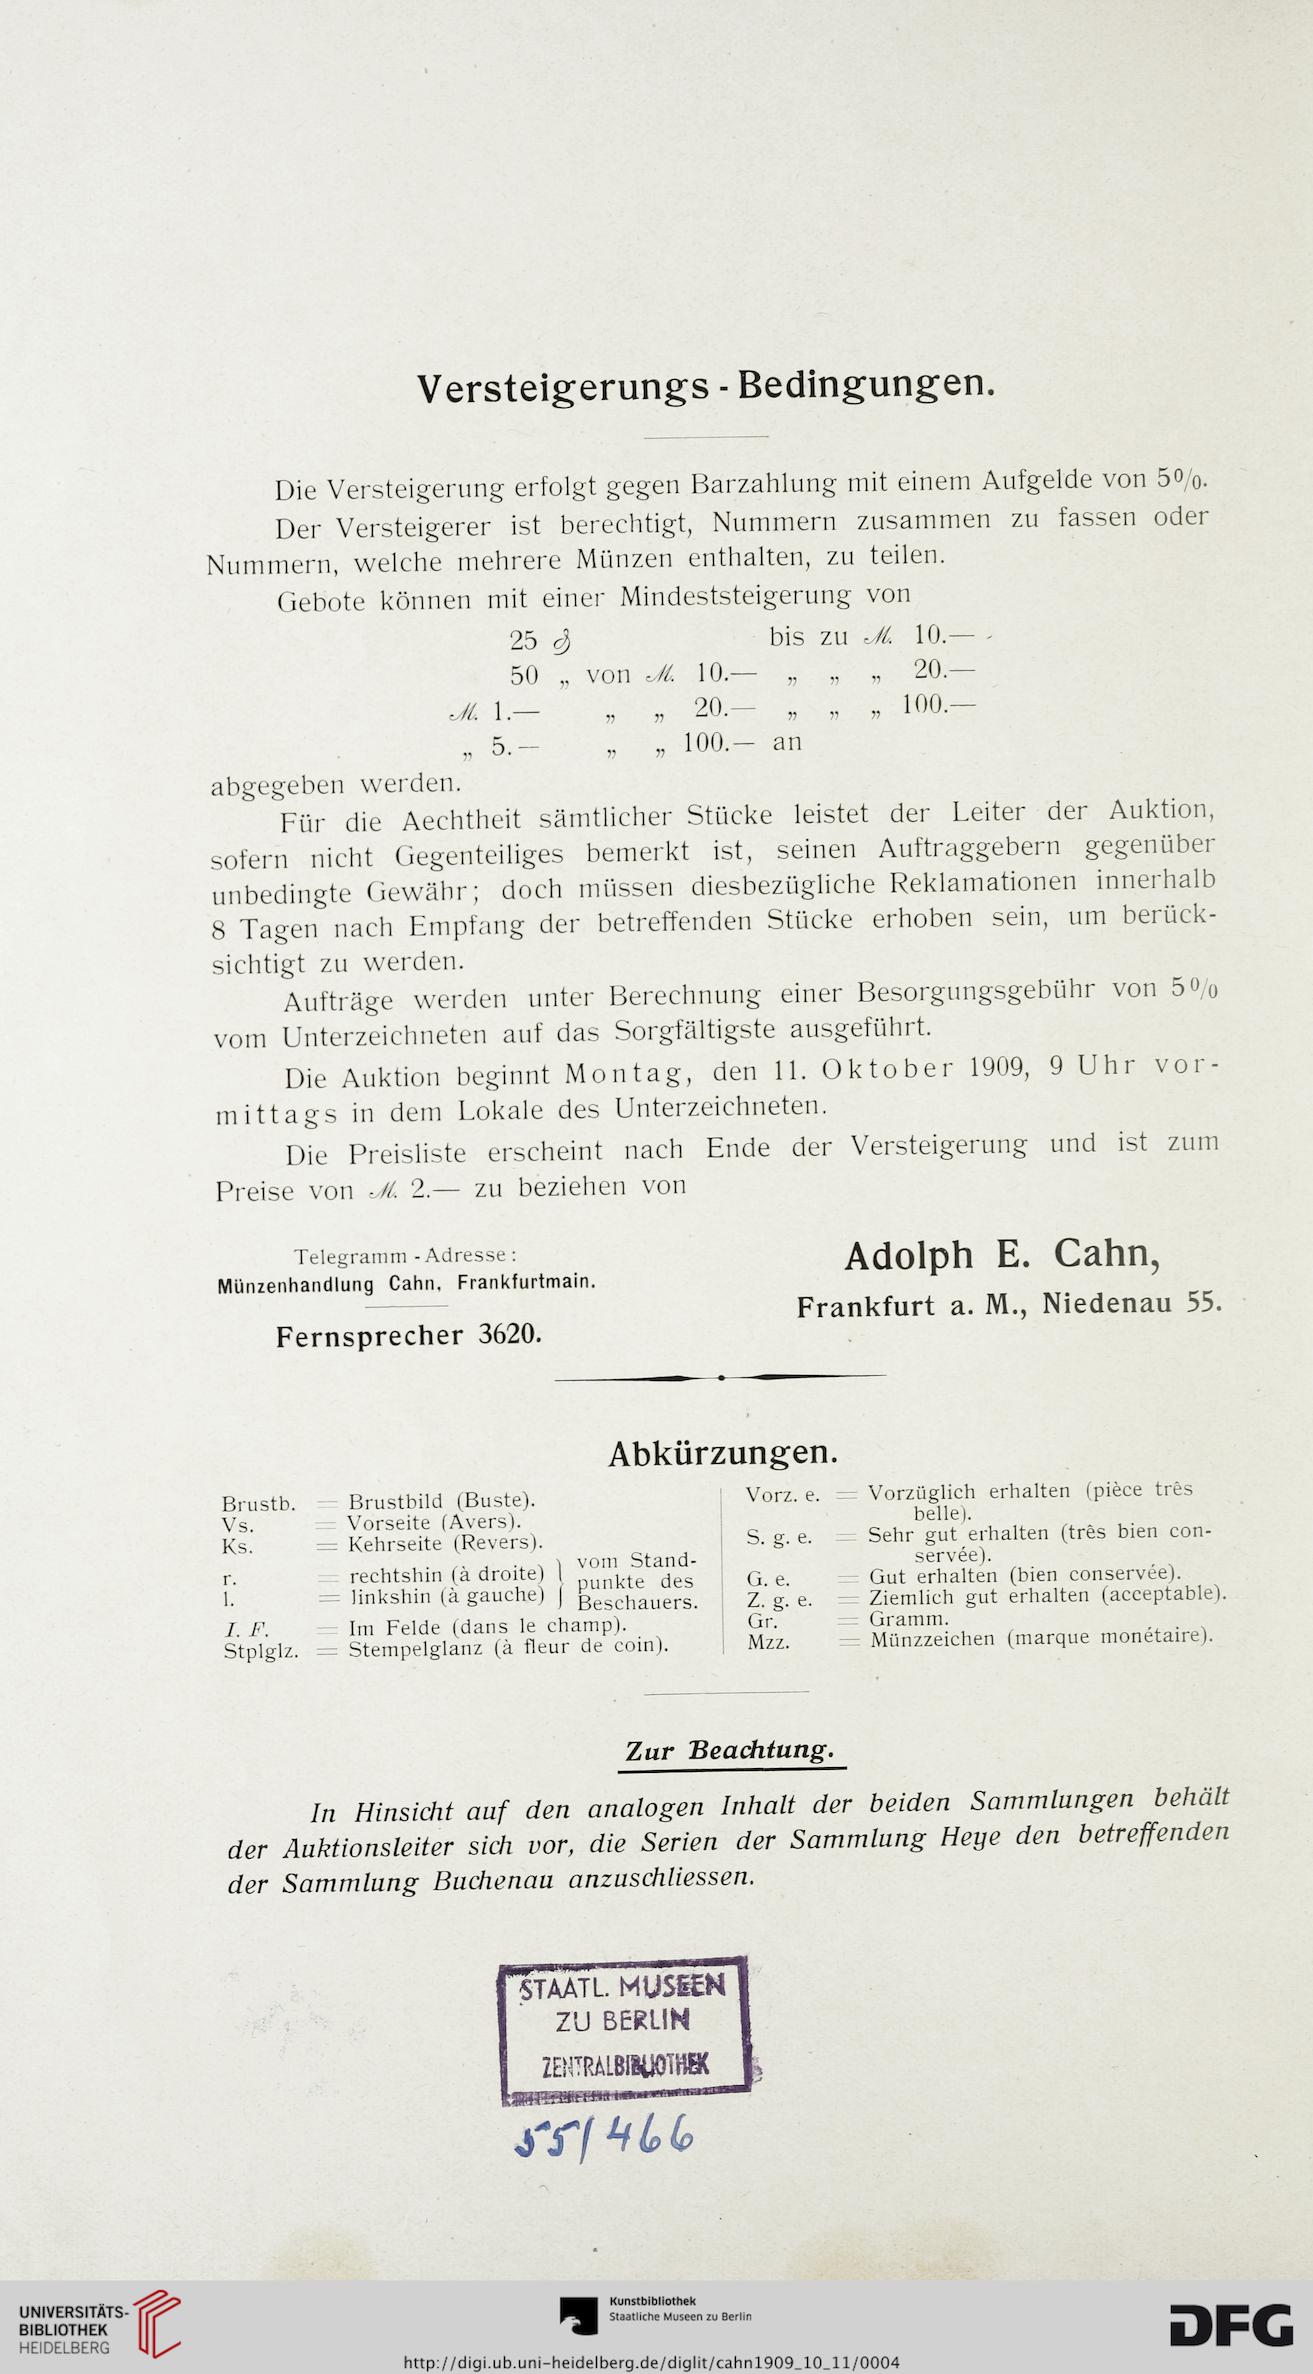 Versteigerungs-Bedingungen.
Die Versteigerung erfolgt gegen Barzahlung mit einem Aufgelde von 5%.
Der Versteigerer ist berechtigt, Nummern zusammen zu fassen oder
Nummern, welche mehrere Münzen enthalten, zu teilen.
Gebote können mit einer Mindeststeigerung von
25 ₰ bis zu ℳ. 10.—
50 „ von ℳ. 10.— „ „ „ 20.—
ℳ. 1.— „ „ 20.— „ „ „ 100.—
„ 5.— „ „ 100.— an
abgegeben werden.
Für die Aechtheit sämtlicher Stücke leistet der Leiter der Auktion,
sofern nicht Gegenteiliges bemerkt ist, seinen Auftraggebern gegenüber
unbedingte Gewähr; doch müssen diesbezügliche Reklamationen innerhalb
8 Tagen nach Empfang der betreffenden Stücke erhoben sein, um berück-
sichtigt zu werden.
Aufträge werden unter Berechnung einer Besorgungsgebühr von 5%
vom Unterzeichneten auf das Sorgfältigste ausgeführt.
Die Auktion beginnt Montag, den 11. Oktober 1909, 9 Uhr vor-
mittags in dem Lokale des Unterzeichneten.
Die Preisliste erscheint nach Ende der Versteigerung und ist zum
Preise von ℳ. 2.— zu beziehen von
Telegramm-Adresse:
Münzenhandlung Cahn, Frankfurtmain.
Fernsprecher 3620.
Adolph E. Cahn,
Frankfurt a. M., Niedenau 55.
Abkürzungen.
Brustb. = Brustbild (Buste).
Vs. = Vorseite (Avers).
Ks. = Kehrseite (Revers).
r. = rechtshin (à droite)
l. = linkshin (à gauche)
vom Stand-
punkte des
Beschauers.
I. F. = Im Felde (dans le champ).
Stplglz. = Stempelglanz (à fleur de coin).
Vorz. e. = Vorzüglich erhalten (pièce três
belle).
S. g. e. = Sehr gut erhalten (três bien con-
servée).
G. e. = Gut erhalten (bien conservée).
Z. g. e. = Ziemlich gut erhalten (acceptable).
Gr. = Gramm.
Mzz. = Münzzeichen (marque monétaire).
Zur Beachtung.
In Hinsicht auf den analogen Inhalt der beiden Sammlungen behält
der Auktionsleiter sich vor, die Serien der Sammlung Heye den betreffenden
der Sammlung Buchenau anzuschliessen.
STAATL. MUSEEN
ZU BERLIN
ZENTRALBIBLIOTHEK
55/466
UNIVERSITÄTS-
BIBLIOTHEK
HEIDELBERG
Kunstbibliothek
Staatliche Museen zu Berlin
DFG
http://digi.ub.uni-heidelberg.de/diglit/cahn1909_10_11/0004